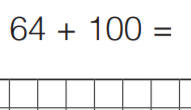 64 + 100 =